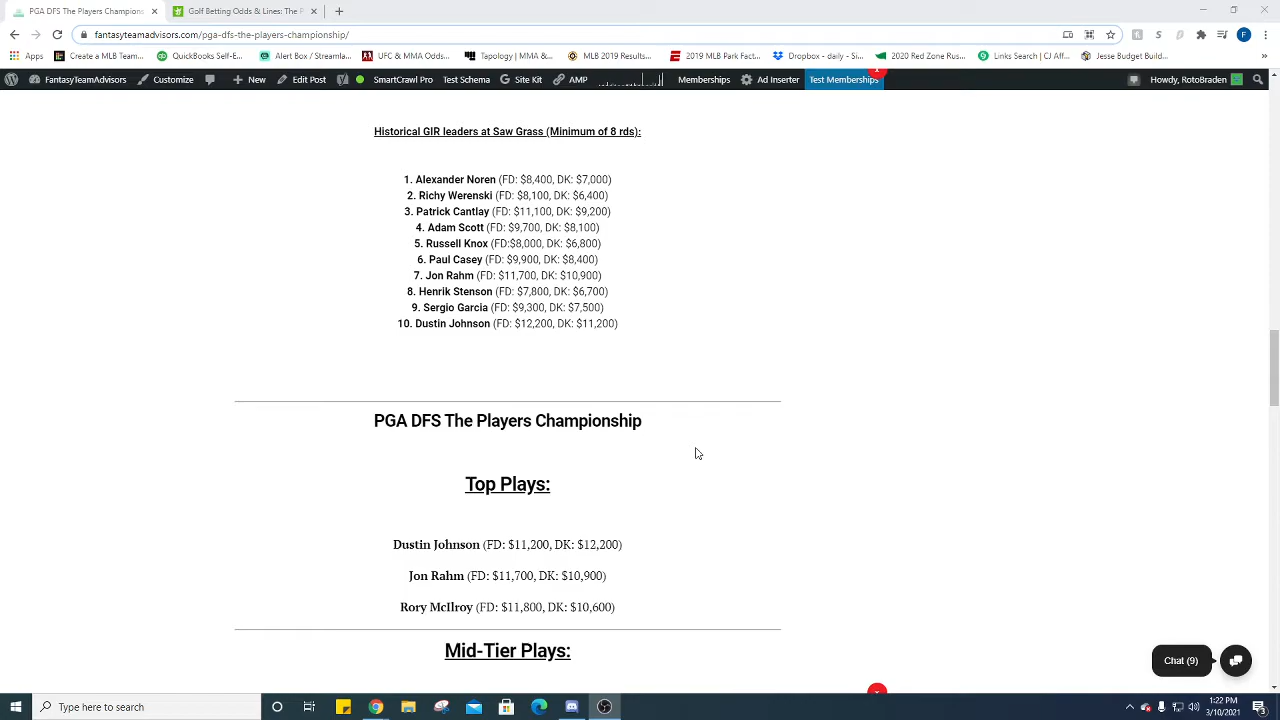 PGA DFS The Players Championship
Golf Betting Odds & Lines: The P
fantasyteamadvisors.com/pga-dfs-the-players-championship/
Apps
Create a MLB Team...
QuickBooks Self-En...
Alert Box / Streamla...
UFC & MMA Odds...
Tapology | MMA &...
MLB 2019 Results...
2019 MLB Park Fact...
Dropbox - daily - Si...
2020 Red Zone Rus...
Links Search | CJ Aff...
Jesse Budget Build...
FantasyTeamAdvisors
Customize
New
Edit Post
SmartCrawl Pro
Test Schema
Site Kit
AMP
Memberships
Ad Inserter
Test Memberships
Howdy, RotoBraden
Historical GIR leaders at Saw Grass (Minimum of 8 rds):
1. Alexander Noren (FD: $8,400, DK: $7,000)
2. Richy Werenski (FD: $8,100, DK: $6,400)
3. Patrick Cantlay (FD: $11,100, DK: $9,200)
4. Adam Scott (FD: $9,700, DK: $8,100)
5. Russell Knox (FD:$8,000, DK: $6,800)
6. Paul Casey (FD: $9,900, DK: $8,400)
7. Jon Rahm (FD: $11,700, DK: $10,900)
8. Henrik Stenson (FD: $7,800, DK: $6,700)
9. Sergio Garcia (FD: $9,300, DK: $7,500)
10. Dustin Johnson (FD: $12,200, DK: $11,200)
PGA DFS The Players Championship
Top Plays:
Dustin Johnson (FD: $11,200, DK: $12,200)
Jon Rahm (FD: $11,700, DK: $10,900)
Rory McIlroy (FD: $11,800, DK: $10,600)
Mid-Tier Plays:
Chat (9)
Type here to search
1:22 PM
3/10/2021